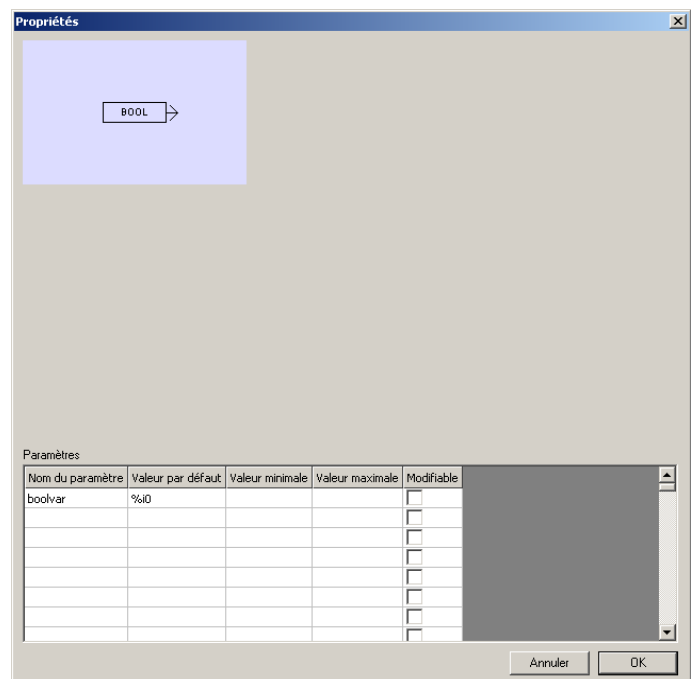 Propriétés
BOOL
Paramètres
Nom du paramètre Valeur par défaut Valeur minimale Valeur maximale Modifiable
boolvar %i0
Annuler OK